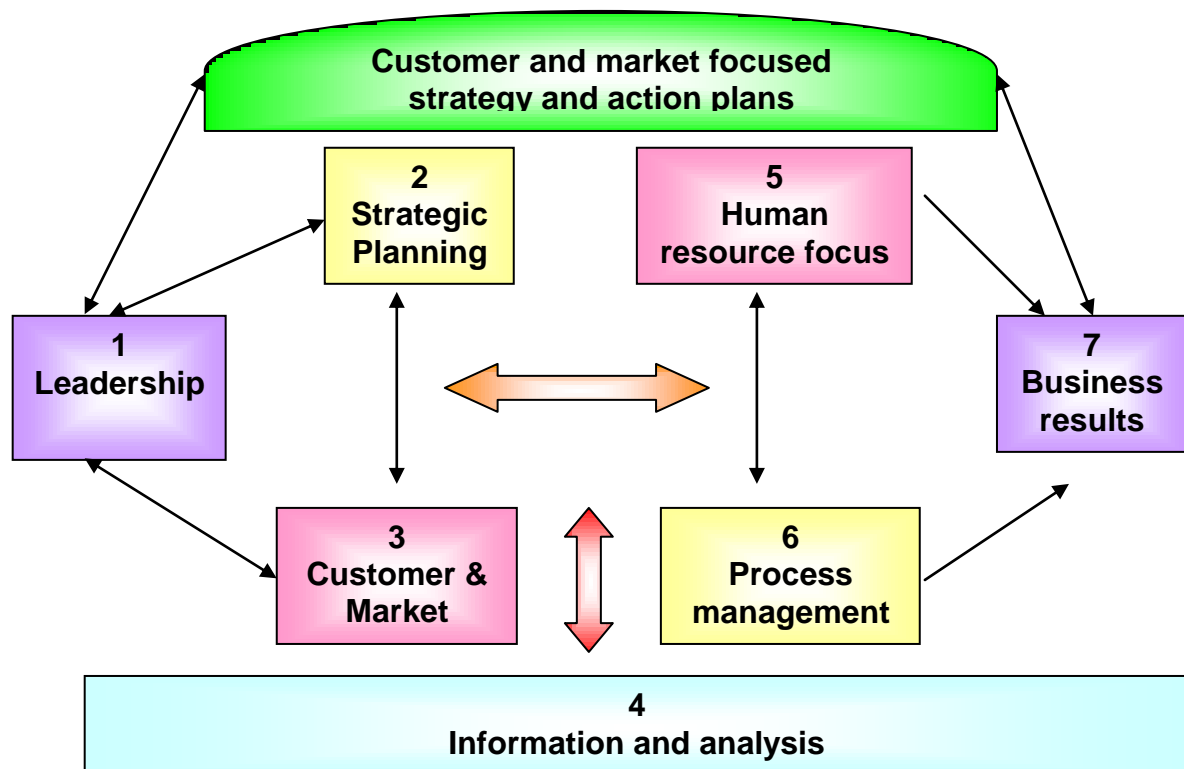 Customer and market focused
strategy and action plans
2
Strategic
Planning
5
Human
resource focus
1
Leadership
7
Business
results
3
Customer &
Market
6
Process
management
4
Information and analysis